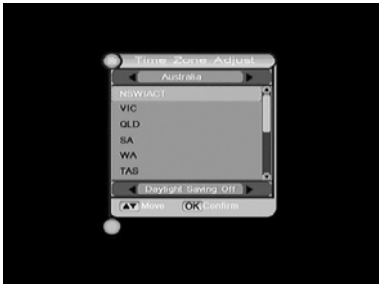 Time Zone Adjust
Australia
NSW/ACT
VIC
QLD
SA
WA
TAS
Daylight Saving Off
Move OK Confirm